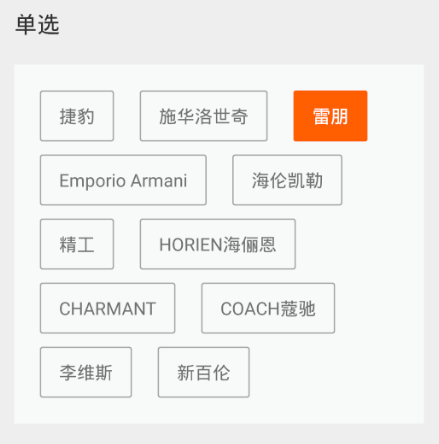 单选
捷豹 施华洛世奇 雷朋
Emporio Armani 海伦凯勒
精工 HORIEN海俪恩
CHARMANT COACH蔻驰
李维斯 新百伦